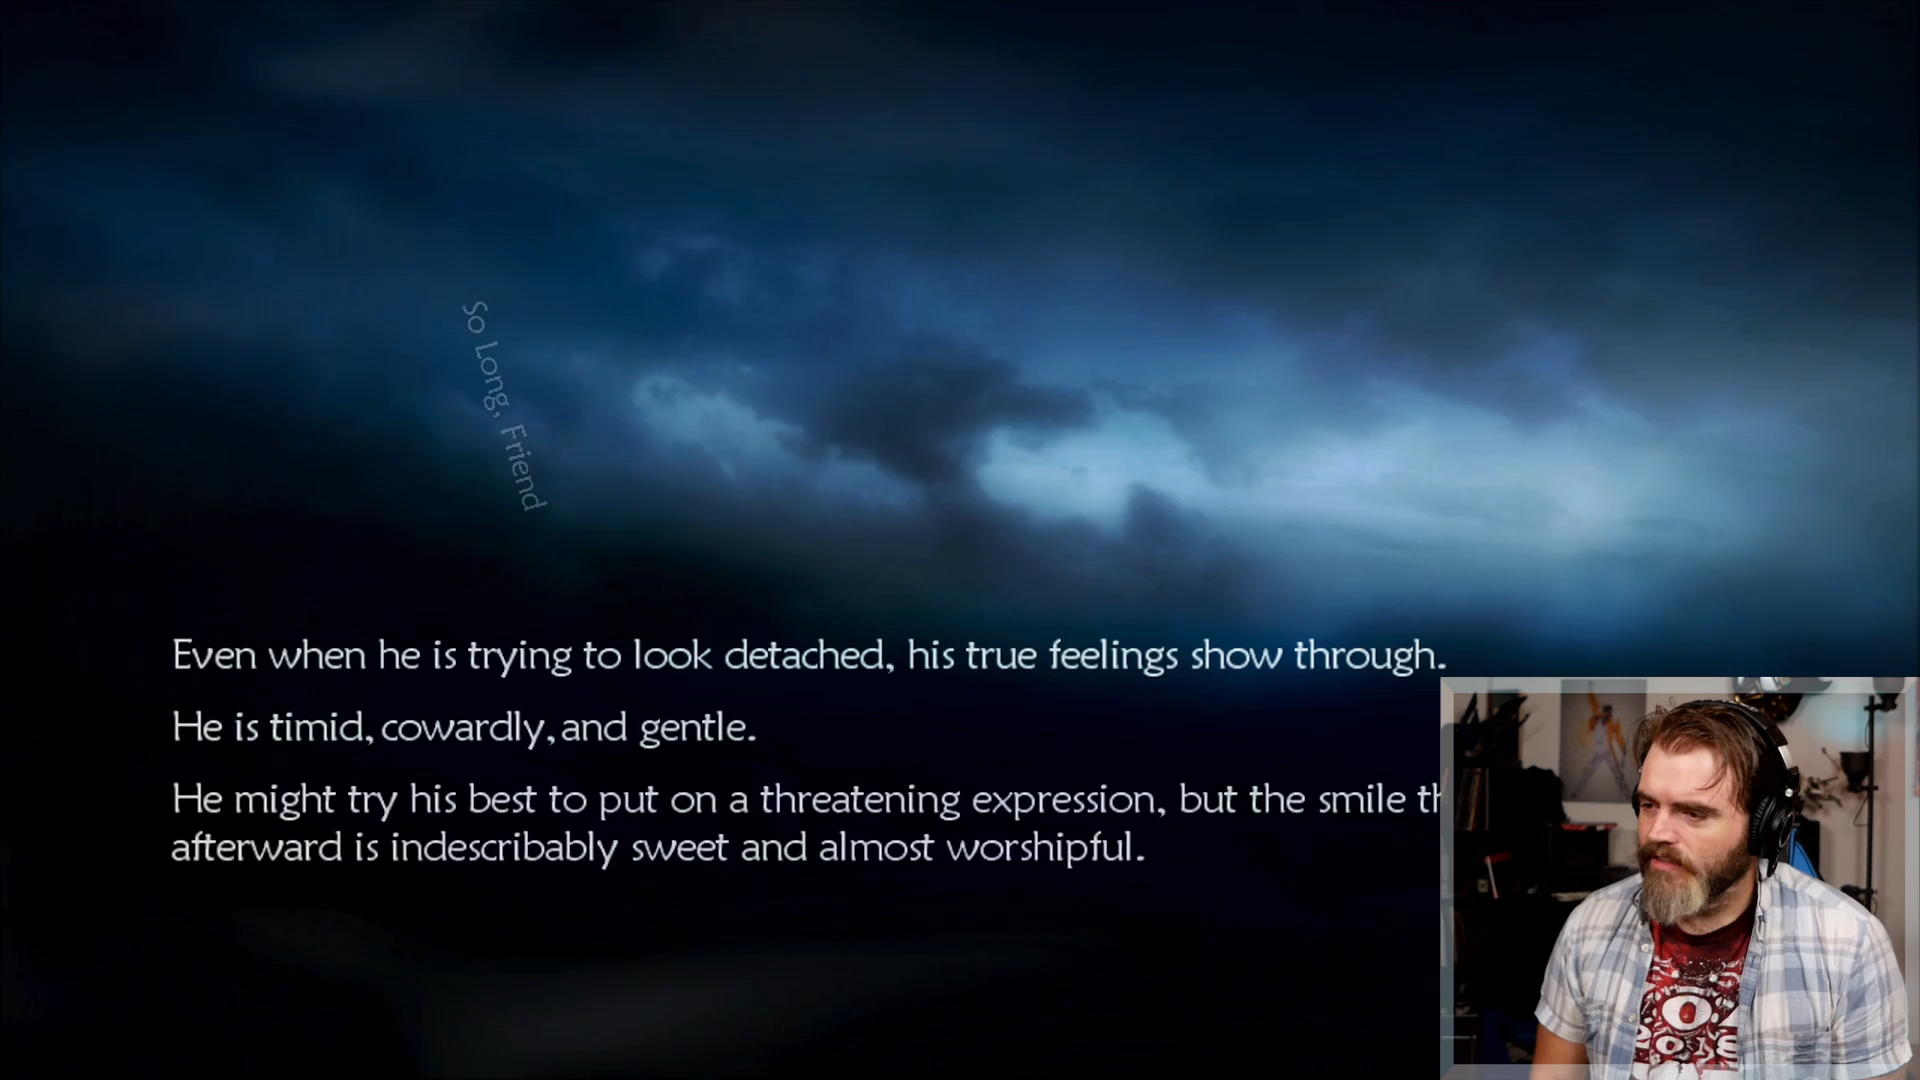 So Long, Friend
Even when he is trying to look detached, his true feelings show through.
He is timid, cowardly, and gentle.
He might try his best to put on a threatening expression, but the smile
afterward is indescribably sweet and almost worshipful.